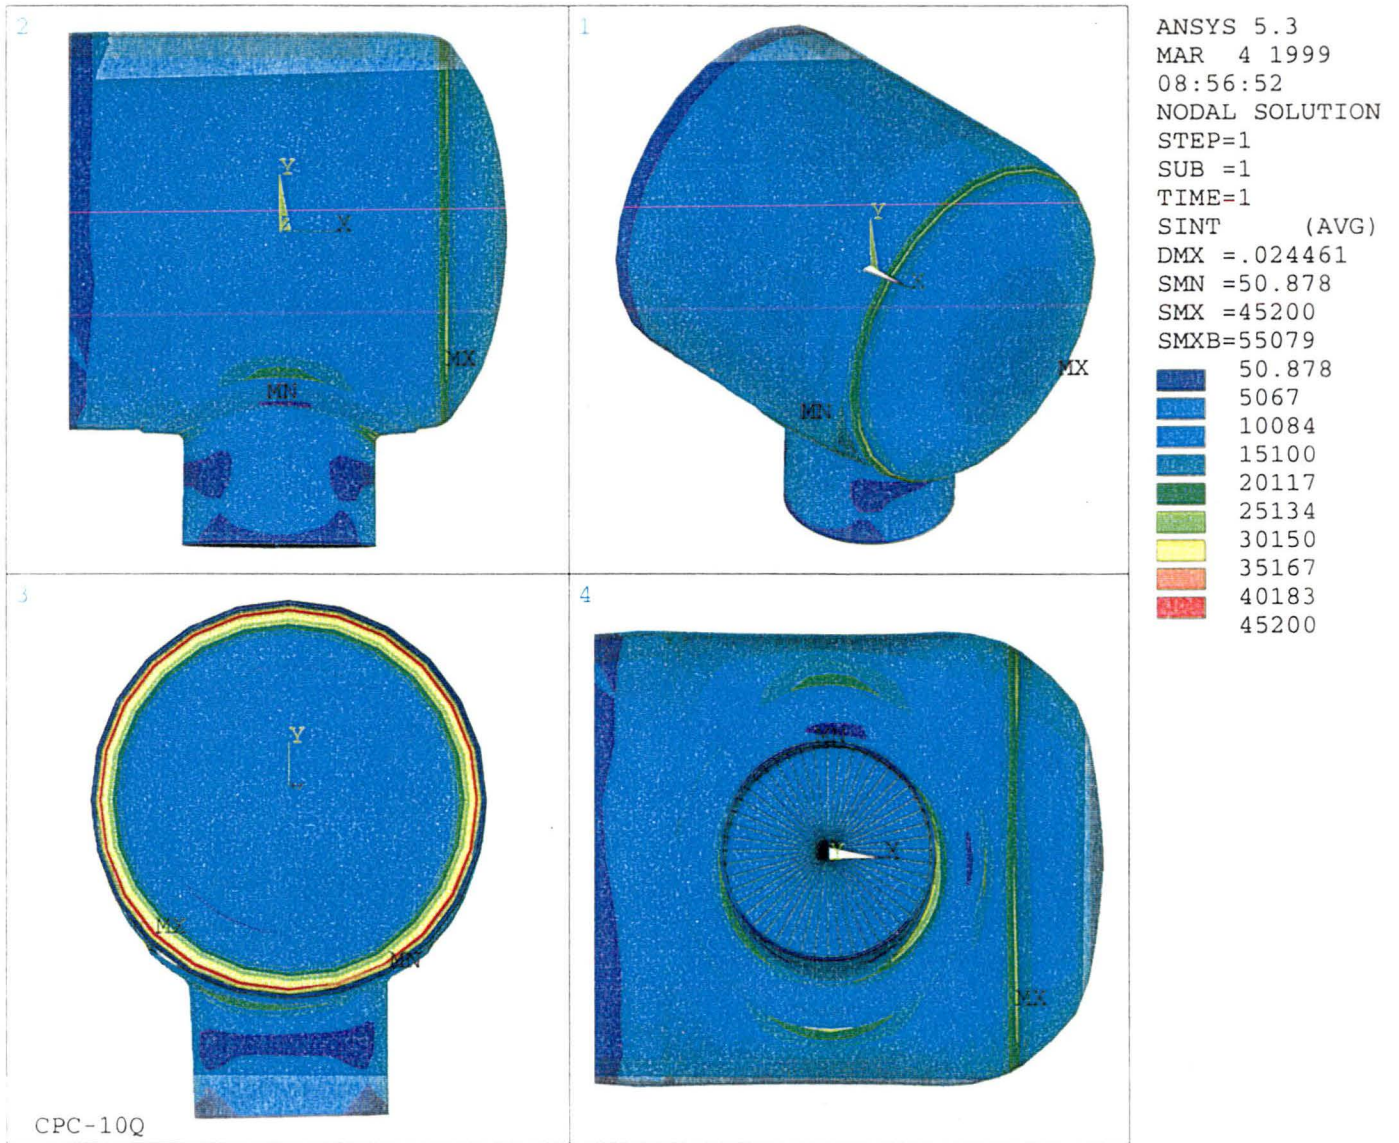 2
Y
Z X
MX
MN
1
Y
X
MX
MN
3
Y
MX
MN
CPC-10Q
4
MN
Y X
MX
ANSYS 5.3
MAR 4 1999
08:56:52
NODAL SOLUTION
STEP=1
SUB =1
TIME=1
SINT (AVG)
DMX =.024461
SMN =50.878
SMX =45200
SMXB=55079
50.878
5067
10084
15100
20117
25134
30150
35167
40183
45200